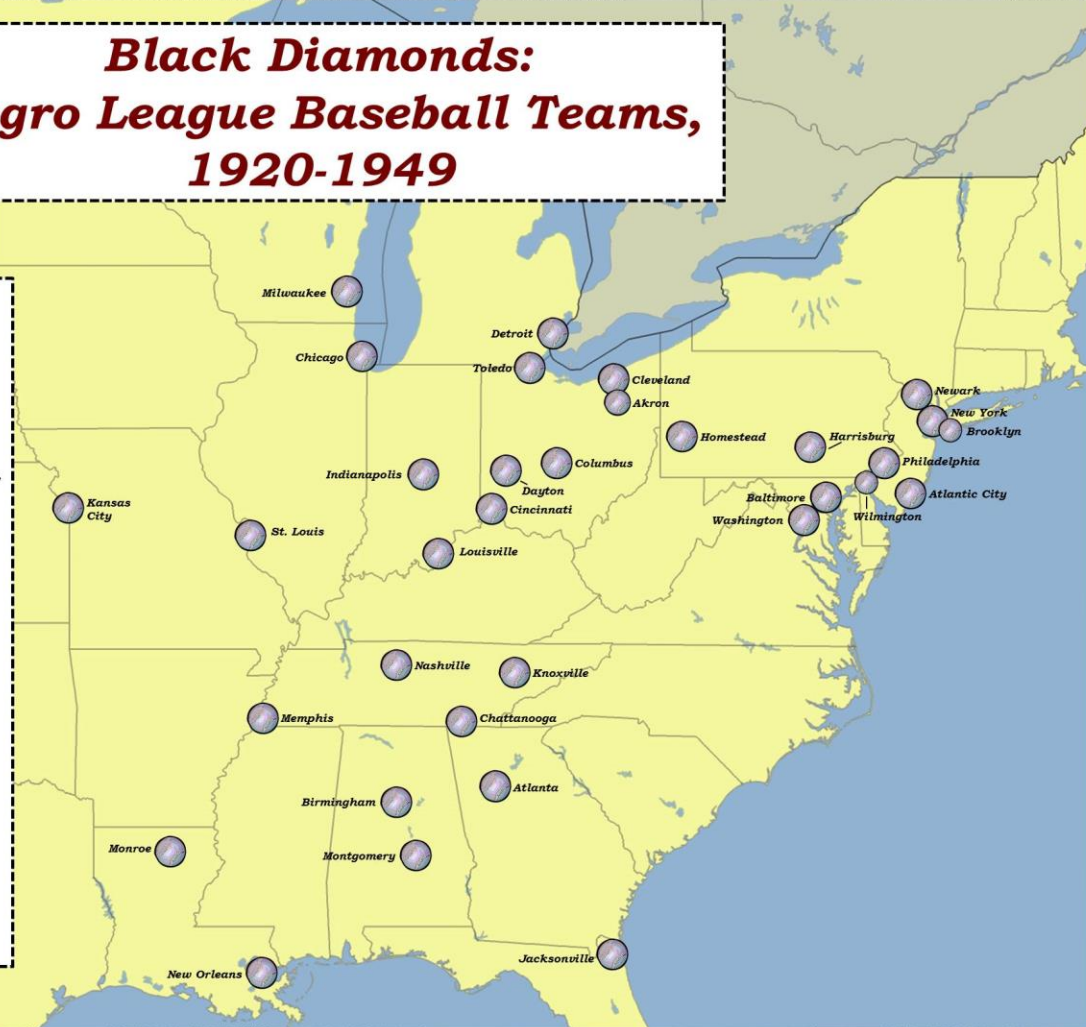 Black Diamonds:
gro League Baseball Teams,
1920-1949
Milwaukee
Detroit
Chicago
Toledo
Cleveland
Akron
Newark
New York
Brooklyn
Homestead
Harrisburg
Philadelphia
Columbus
Indianapolis
Dayton
Atlantic City
Baltimore
Kansas
City
Cincinnati
Wilmington
Washington
St. Louis
Louisville
Nashville
Knoxville
Memphis
Chattanooga
Atlanta
Birmingham
Monroe
Montgomery
Jacksonville
New Orleans